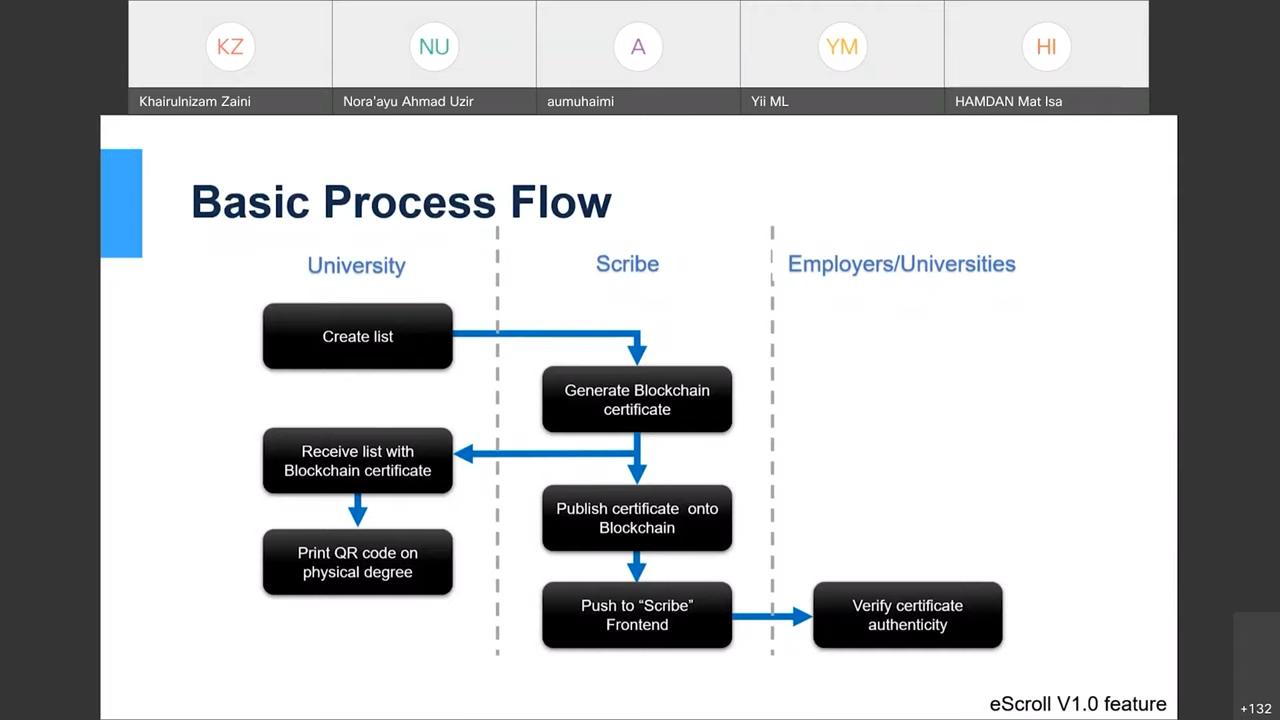 KZ
NU
A
YM
HI
Khairulnizam Zaini
Nora'ayu Ahmad Uzir
aumuhaimi
Yii ML
HAMDAN Mat Isa
Basic Process Flow
University
Scribe
Employers/Universities
Create list
Generate Blockchain
certificate
Receive list with
Blockchain certificate
Publish certificate onto
Blockchain
Print QR code on
physical degree
Push to “Scribe”
Frontend
Verify certificate
authenticity
eScroll V1.0 feature
+132